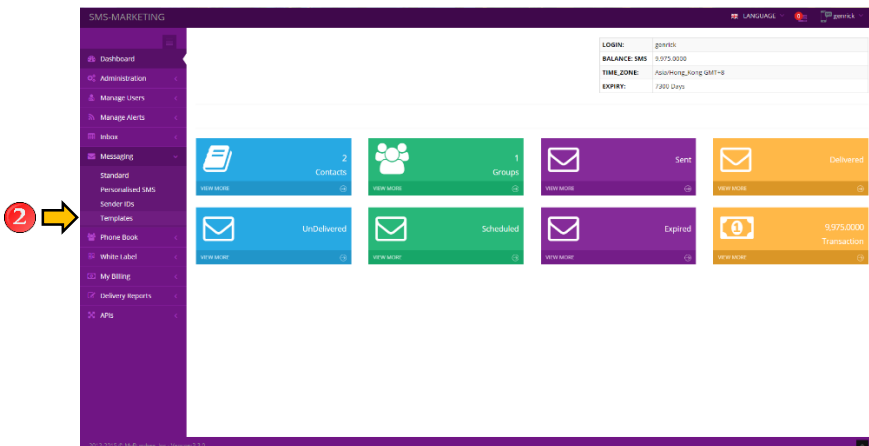 SMS-MARKETING
LANGUAGE
genrick
LOGIN: genrick
BALANCE: SMS 9,975.0000
TIME_ZONE: Asia/Hong_Kong GMT+8
EXPIRY: 7300 Days
Dashboard
Administration
Manage Users
Manage Alerts
Inbox
Messaging
Standard
Personalised SMS
Sender IDs
2
Templates
Phone Book
White Label
My Billing
Delivery Reports
APIs
2
Contacts
VIEW MORE
1
Groups
VIEW MORE
Sent
VIEW MORE
Delivered
VIEW MORE
UnDelivered
VIEW MORE
Scheduled
VIEW MORE
Expired
VIEW MORE
9,975.0000
Transaction
VIEW MORE